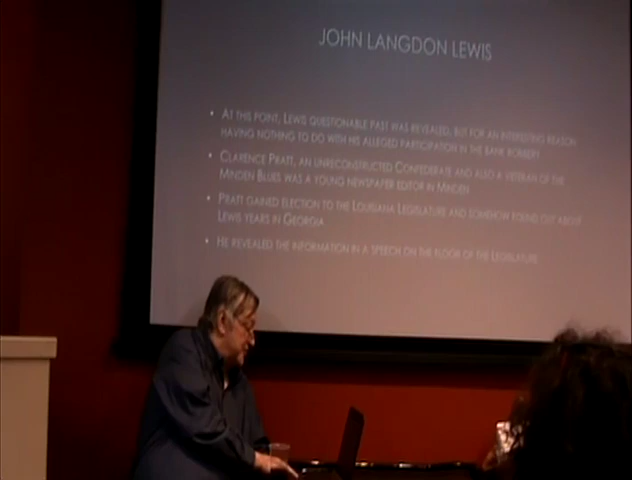 JOHN LANGDON LEWIS
• AT THIS POINT, LEWIS QUESTIONABLE PAST WAS REVEALED, BUT FOR AN INTERESTING REASON
HAVING NOTHING TO DO WITH HIS ALLEGED PARTICIPATION IN THE BANK ROBBERY
• CLARENCE PRATT, AN UNRECONSTRUCTED CONFEDERATE AND ALSO A VETERAN OF THE
MINDEN BLUES WAS A YOUNG NEWSPAPER EDITOR IN MINDEN
• PRATT GAINED ELECTION TO THE LOUISIANA LEGISLATURE AND SOMEHOW FOUND OUT ABOUT
LEWIS YEARS IN GEORGIA
• HE REVEALED THE INFORMATION IN A SPEECH ON THE FLOOR OF THE LEGISLATURE